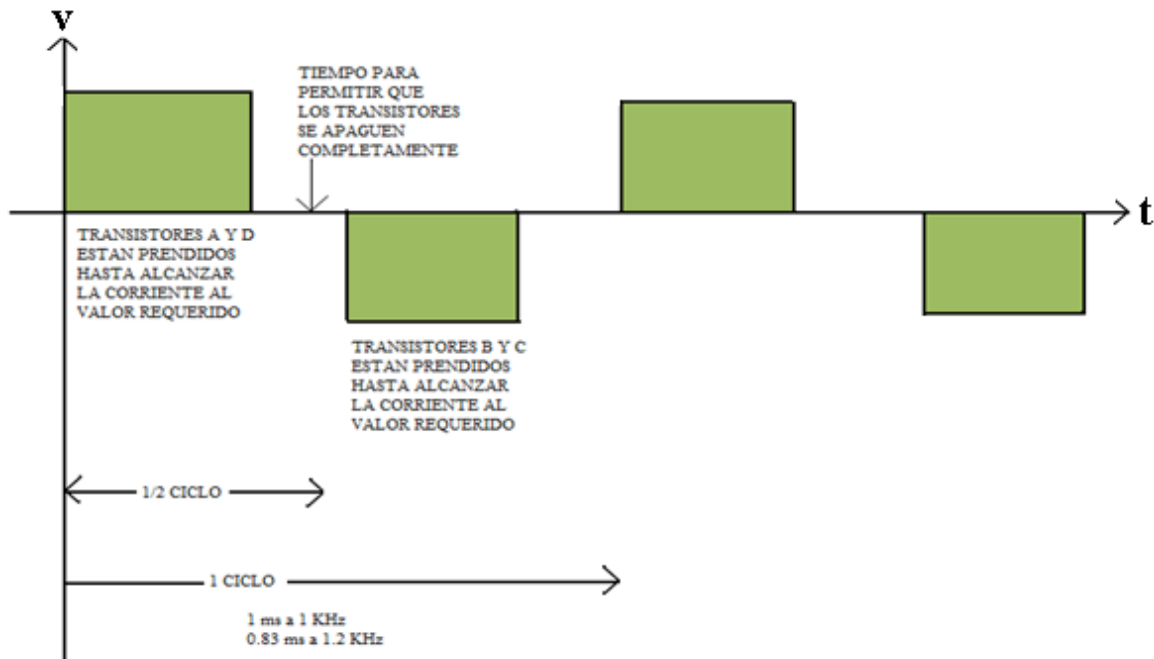 v
TIEMPO PARA
PERMITIR QUE
LOS TRANSISTORES
SE APAGUEN
COMPLETAMENTE
t
TRANSISTORES A Y D
ESTAN PRENDIDOS
HASTA ALCANZAR
LA CORRIENTE AL
VALOR REQUERIDO
TRANSISTORES B Y C
ESTAN PRENDIDOS
HASTA ALCANZAR
LA CORRIENTE AL
VALOR REQUERIDO
1/2 CICLO
1 CICLO
1 ms a 1 KHz
0.83 ms a 1.2 KHz